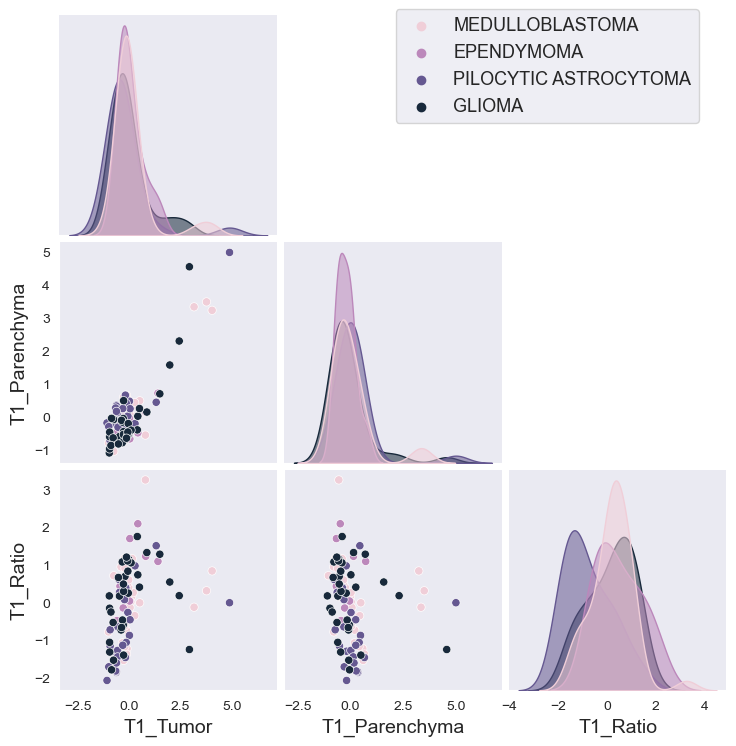 MEDULLOBLASTOMA
EPENDYMOMA
PILOCYTIC ASTROCYTOMA
GLIOMA
5
4
3
2
1
0
−1
T1_Parenchyma
3
2
1
0
−1
−2
T1_Ratio
−2.5 0.0 2.5 5.0
−2.5 0.0 2.5 5.0
−4 −2 0 2 4
T1_Tumor
T1_Parenchyma
T1_Ratio